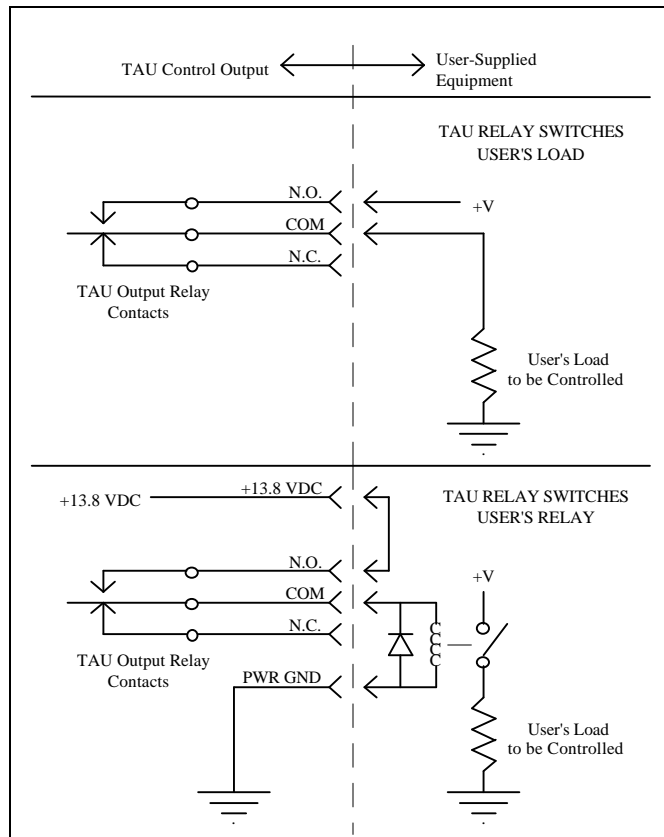 TAU Control Output
User-Supplied
Equipment
TAU RELAY SWITCHES
USER'S LOAD
N.O.
+V
COM
N.C.
TAU Output Relay
Contacts
User's Load
to be Controlled
+13.8 VDC
+13.8 VDC
TAU RELAY SWITCHES
USER'S RELAY
N.O.
+V
COM
N.C.
TAU Output Relay
Contacts
PWR GND
User's Load
to be Controlled